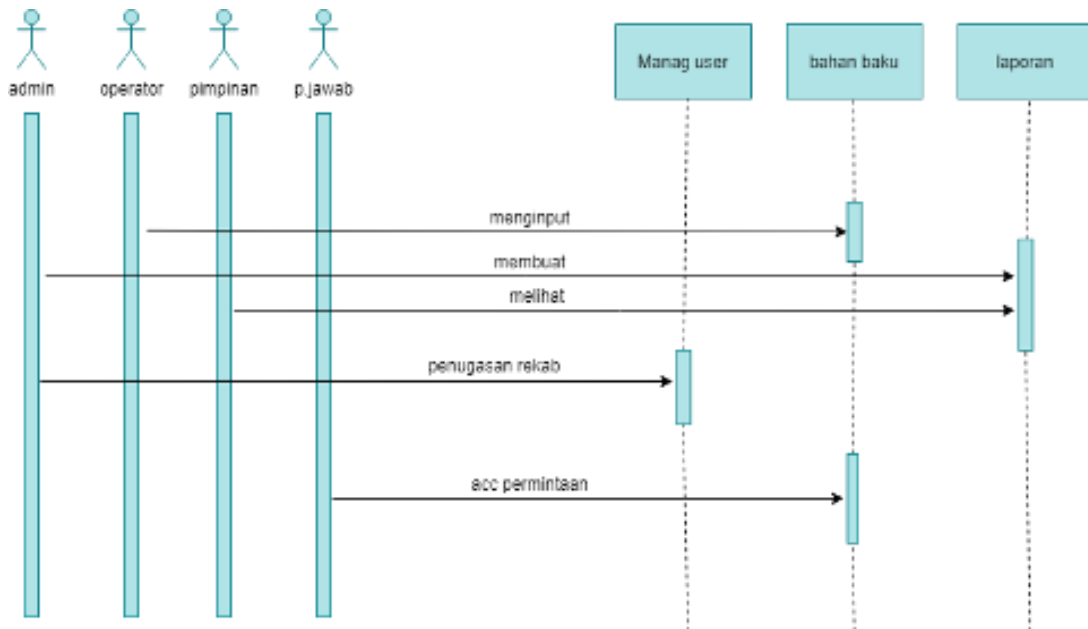 admin
operator
pimpinan
p.jawab
Manag user
bahan baku
laporan
menginput
membuat
melihat
penugasan rekab
acc permintaan